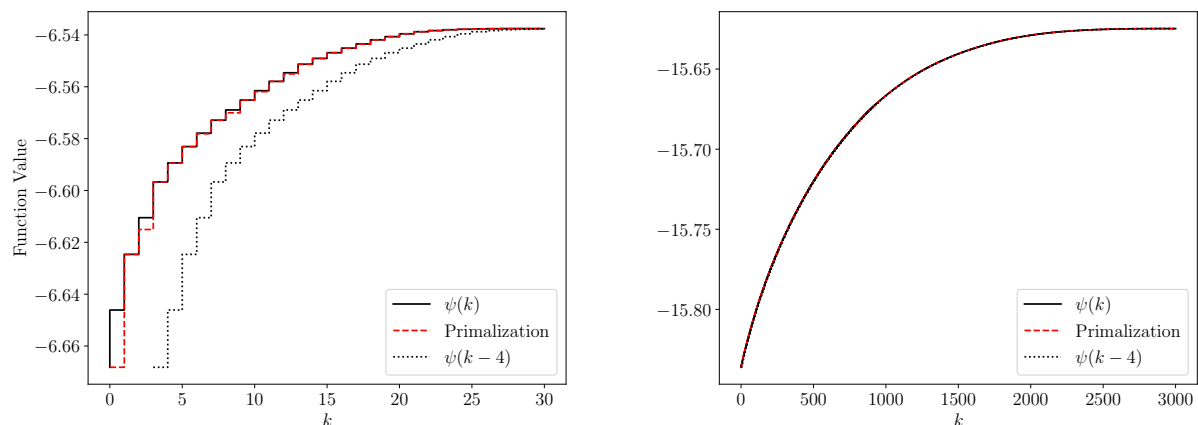 Function Value
−6.54
−6.56
−6.58
−6.60
−6.62
−6.64
−6.66
0 5 10 15 20 25 30
k
ψ(k)
Primalization
ψ(k − 4)
−15.65
−15.70
−15.75
−15.80
0 500 1000 1500 2000 2500 3000
k
ψ(k)
Primalization
ψ(k − 4)